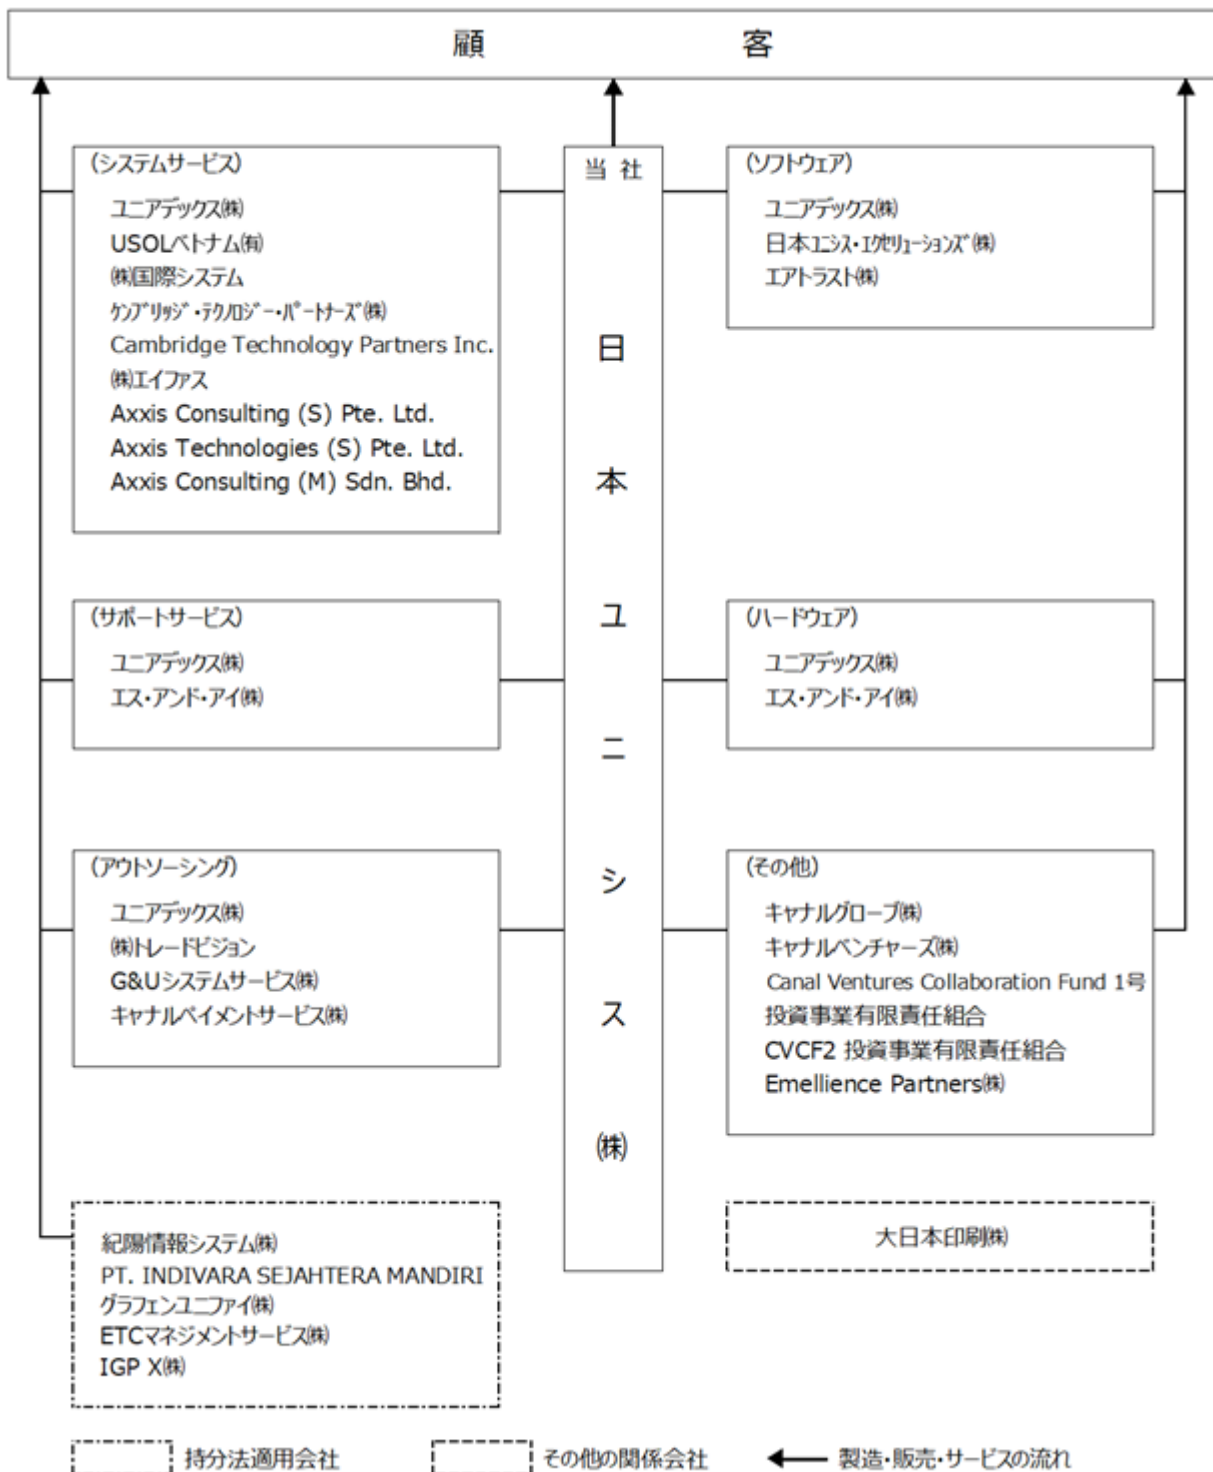 顧客
(システムサービス)
ユニアデックス㈱
USOLベトナム㈲
㈱国際システム
ｹﾝﾌﾞﾘｯｼﾞ・ﾃｸﾉﾛｼﾞｰ・ﾊﾟｰﾄﾅｰｽﾞ㈱
Cambridge Technology Partners Inc.
㈱エイファス
Axxis Consulting (S) Pte. Ltd.
Axxis Technologies (S) Pte. Ltd.
Axxis Consulting (M) Sdn. Bhd.
(サポートサービス)
ユニアデックス㈱
エス・アンド・アイ㈱
(アウトソーシング)
ユニアデックス㈱
㈱トレードビジョン
G&Uシステムサービス㈱
キャナルペイメントサービス㈱
紀陽情報システム㈱
PT. INDIVARA SEJAHTERA MANDIRI
グラフェンユニファイ㈱
ETCマネジメントサービス㈱
IGP X㈱
当社
日本ユニシス㈱
(ソフトウェア)
ユニアデックス㈱
日本ﾕﾆｼｽ・ｴｸｾﾘｭｰｼｮﾝｽﾞ㈱
エアトラスト㈱
(ハードウェア)
ユニアデックス㈱
エス・アンド・アイ㈱
(その他)
キャナルグローブ㈱
キャナルベンチャーズ㈱
Canal Ventures Collaboration Fund 1号
投資事業有限責任組合
CVCF2 投資事業有限責任組合
Emellience Partners㈱
大日本印刷㈱
持分法適用会社
その他の関係会社
製造・販売・サービスの流れ